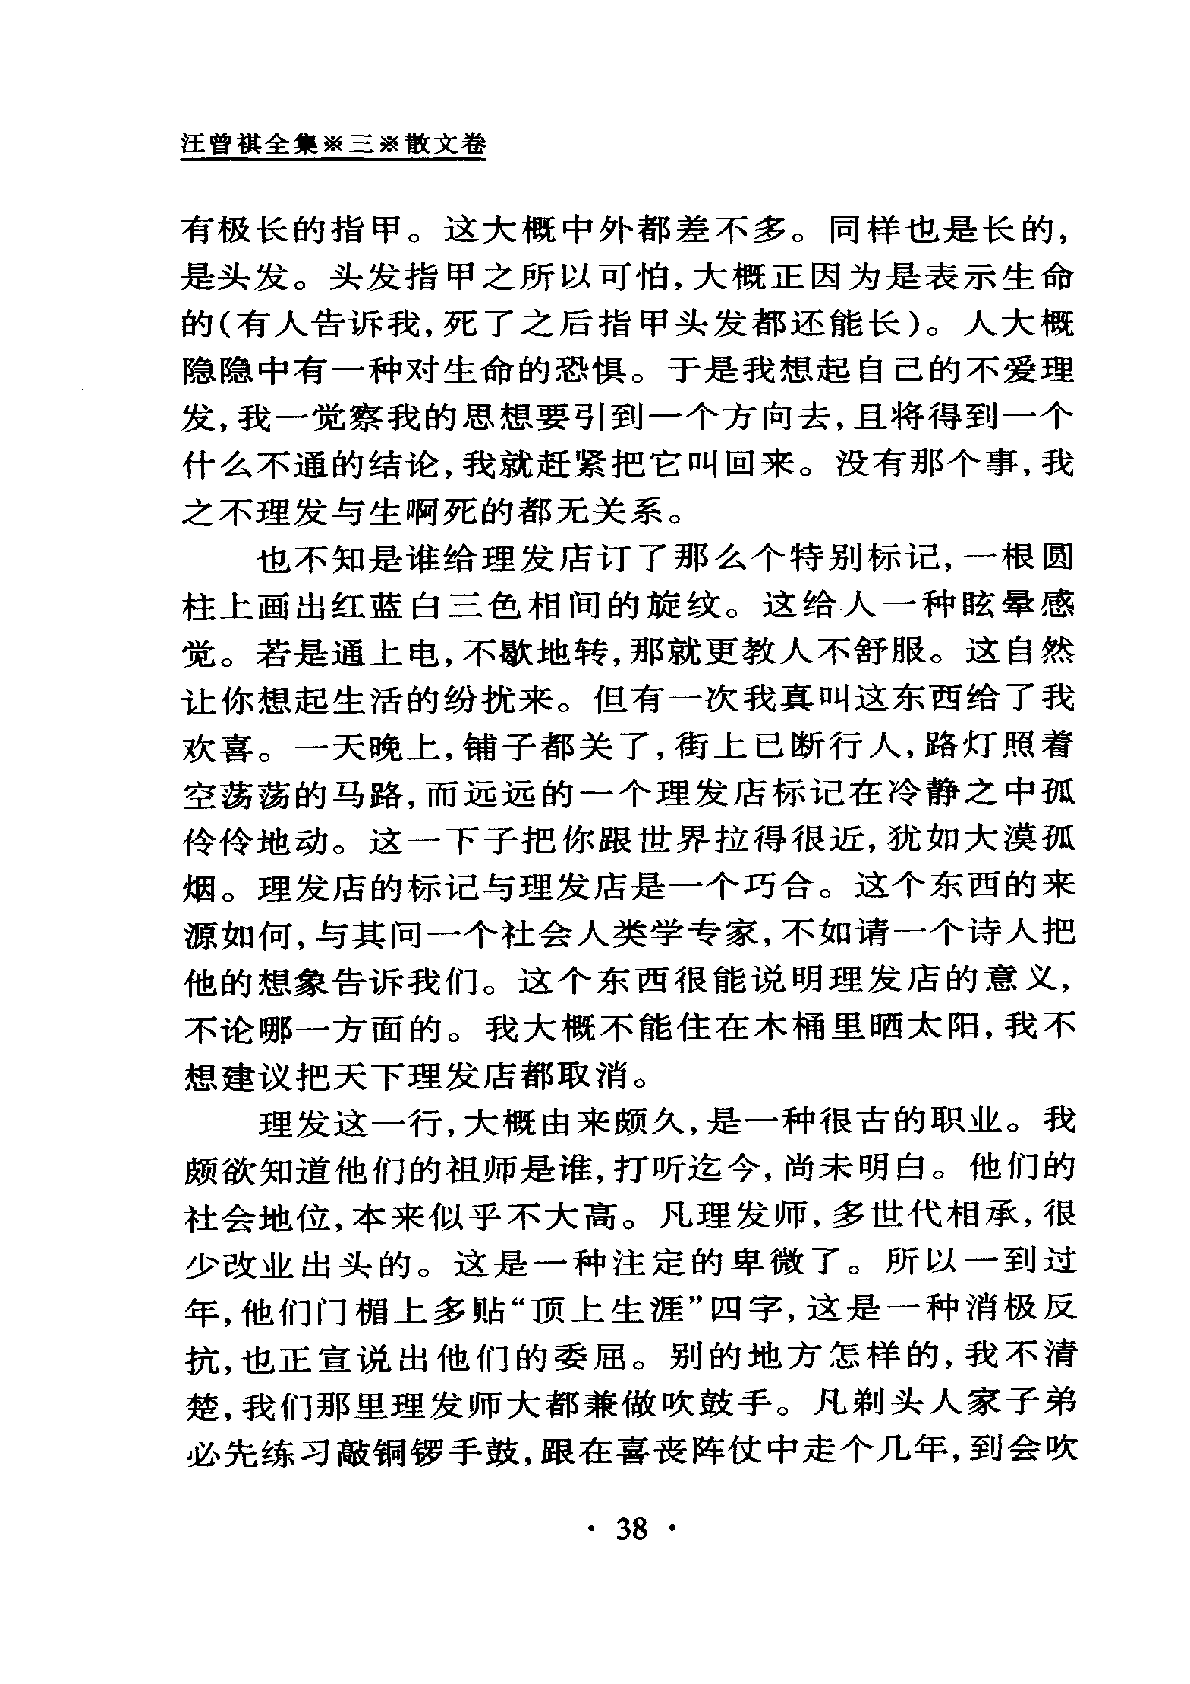 汪曾祺全集※三※散文卷
有极长的指甲。这大概中外都差不多。同样也是长的，
是头发。头发指甲之所以可怕，大概正因为是表示生命
的(有人告诉我，死了之后指甲头发都还能长)。人大概
隐隐中有一种对生命的恐惧。于是我想起自己的不爱理
发，我一觉察我的思想要引到一个方向去，且将得到一个
什么不通的结论，我就赶紧把它叫回来。没有那个事，我
之不理发与生啊死的都无关系。
也不知是谁给理发店订了那么个特别标记，一根圆
柱上画出红蓝白三色相间的旋纹。这给人一种眩晕感
觉。若是通上电，不歇地转，那就更教人不舒服。这自然
让你想起生活的纷扰来。但有一次我真叫这东西给了我
欢喜。一天晚上，铺子都关了，街上已断行人，路灯照着
空荡荡的马路，而远远的一个理发店标记在冷静之中孤
伶伶地动。这一下子把你跟世界拉得很近，犹如大漠孤
烟。理发店的标记与理发店是一个巧合。这个东西的来
源如何，与其问一个社会人类学专家，不如请一个诗人把
他的想象告诉我们。这个东西很能说明理发店的意义，
不论哪一方面的。我大概不能住在木桶里晒太阳，我不
想建议把天下理发店都取消。
理发这一行，大概由来颇久，是一种很古的职业。我
颇欲知道他们的祖师是谁，打听迄今，尚未明白。他们的
社会地位，本来似乎不大高。凡理发师，多世代相承，很
少改业出头的。这是一种注定的卑微了。所以一到过
年，他们门楣上多贴“顶上生涯”四字，这是一种消极反
抗，也正宣说出他们的委屈。别的地方怎样的，我不清
楚，我们那里理发师大都兼做吹鼓手。凡剃头人家子弟
必先练习敲铜锣手鼓，跟在喜丧阵仗中走个几年，到会吹
· 38 ·